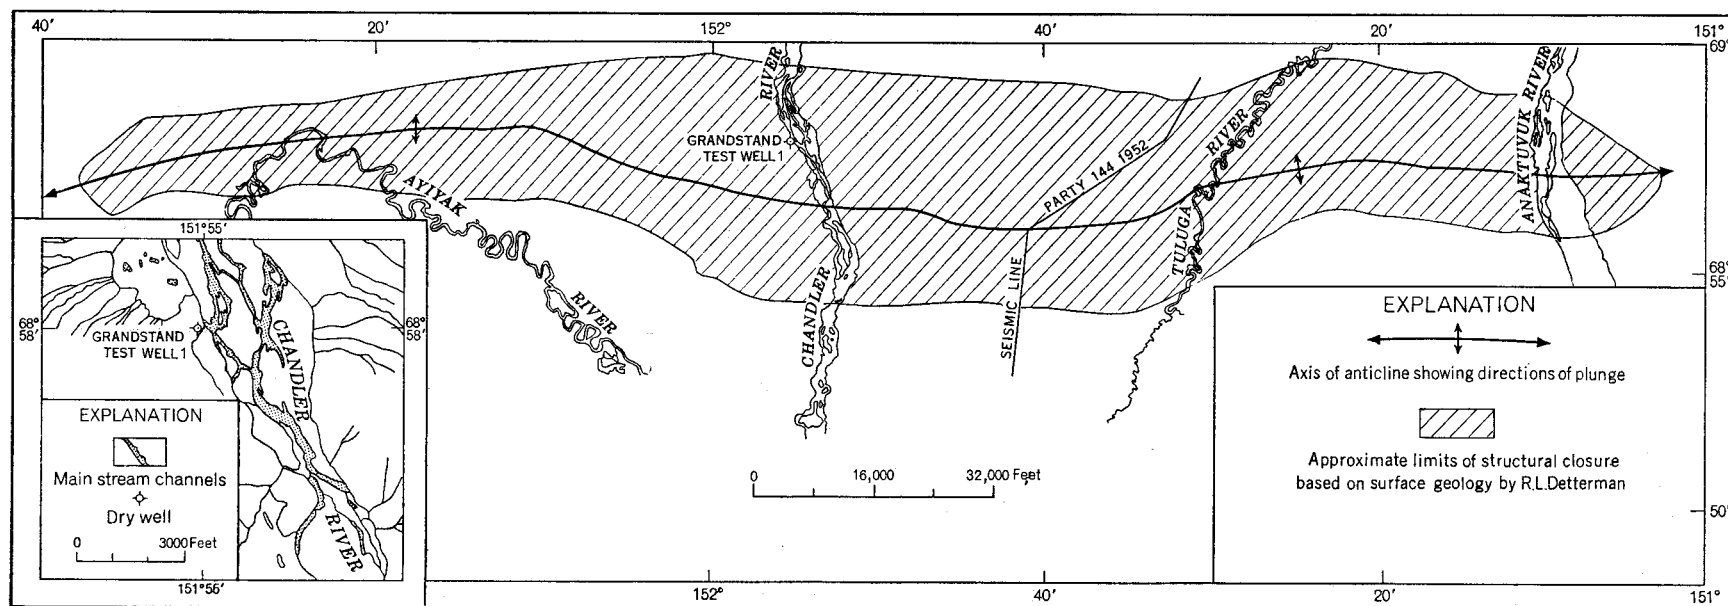 40′ 20′ 152° 40′ 20′ 151°
69°
RIVER
GRANDSTAND
TEST WELL 1
AYIYAK
RIVER
CHANDLER
PARTY 144 1952
SEISMIC LINE
TULUGA
RIVER
ANAKTUVUK RIVER
68°
55′
50′
151°55′
68°
58′
68°
58′
GRANDSTAND
TEST WELL 1
CHANDLER
RIVER
EXPLANATION
Main stream channels
Dry well
0 3000 Feet
151°55′
0 16,000 32,000 Feet
EXPLANATION
Axis of anticline showing directions of plunge
Approximate limits of structural closure
based on surface geology by R.L.Detterman
152° 40′ 20′ 151°